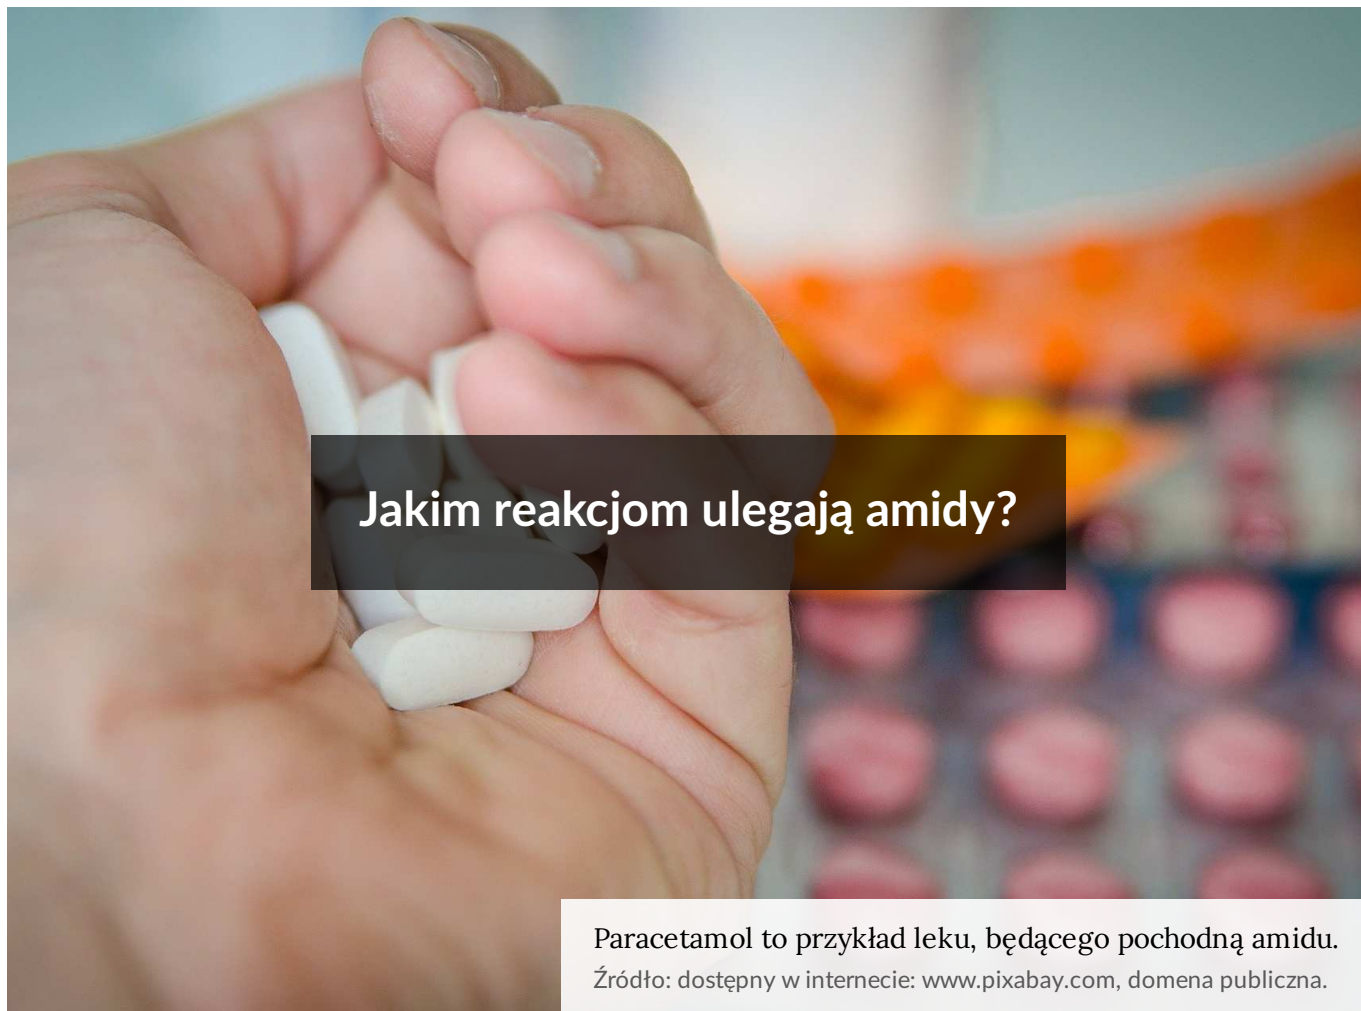 Jakim reakcjom ulegają amidy?
Paracetamol to przykład leku, będącego pochodną amidu.
Źródło: dostępny w internecie: www.pixabay.com, domena publiczna.